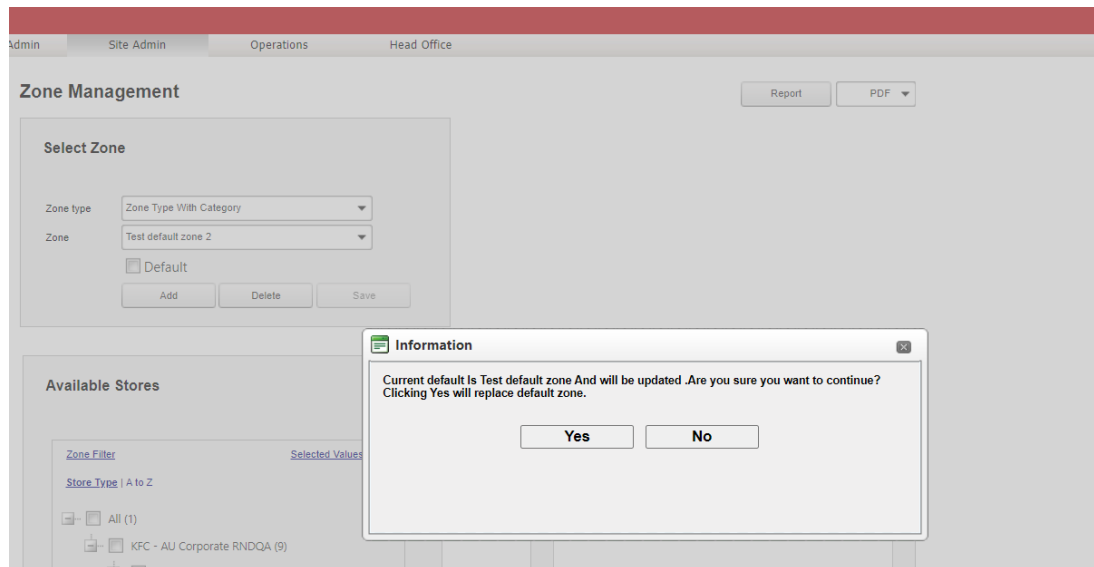 Admin Site Admin Operations Head Office
Zone Management
Report PDF
Select Zone
Zone type Zone Type With Category
Zone Test default zone 2
Default
Add Delete Save
Information
Current default Is Test default zone And will be updated .Are you sure you want to continue?
Clicking Yes will replace default zone.
Yes No
Available Stores
Zone Filter Selected Values
Store Type | A to Z
All (1)
KFC - AU Corporate RNDQA (9)